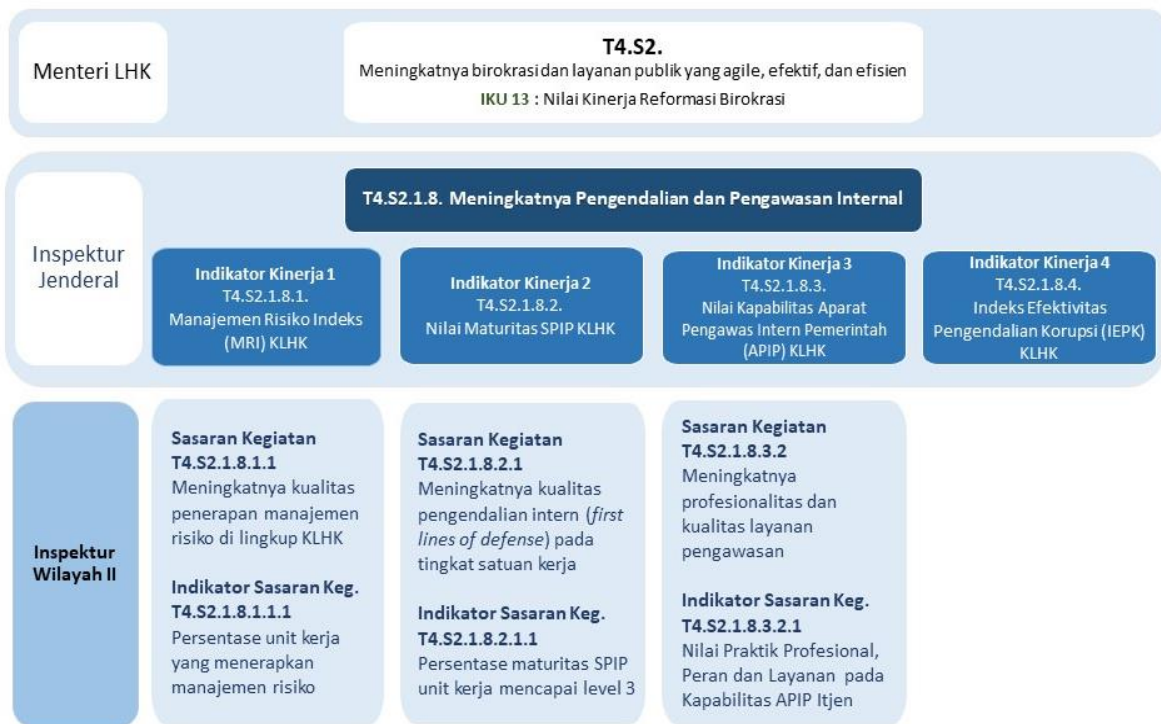 Menteri LHK
T4.S2.
Meningkatnya birokrasi dan layanan publik yang agile, efektif, dan efisien
IKU 13 : Nilai Kinerja Reformasi Birokrasi
Inspektur
Jenderal
T4.S2.1.8. Meningkatnya Pengendalian dan Pengawasan Internal
Indikator Kinerja 1
T4.S2.1.8.1.
Manajemen Risiko Indeks
(MRI) KLHK
Indikator Kinerja 2
T4.S2.1.8.2.
Nilai Maturitas SPIP KLHK
Indikator Kinerja 3
T4.S2.1.8.3.
Nilai Kapabilitas Aparat
Pengawas Intern Pemerintah
(APIP) KLHK
Indikator Kinerja 4
T4.S2.1.8.4.
Indeks Efektivitas
Pengendalian Korupsi (IEPK)
KLHK
Inspektur
Wilayah II
Sasaran Kegiatan
T4.S2.1.8.1.1
Meningkatnya kualitas
penerapan manajemen
risiko di lingkup KLHK
Indikator Sasaran Keg.
T4.S2.1.8.1.1.1
Persentase unit kerja
yang menerapkan
manajemen risiko
Sasaran Kegiatan
T4.S2.1.8.2.1
Meningkatnya kualitas
pengendalian intern (first
lines of defense) pada
tingkat satuan kerja
Indikator Sasaran Keg.
T4.S2.1.8.2.1.1
Persentase maturitas SPIP
unit kerja mencapai level 3
Sasaran Kegiatan
T4.S2.1.8.3.2
Meningkatnya
profesionalitas dan
kualitas layanan
pengawasan
Indikator Sasaran Keg.
T4.S2.1.8.3.2.1
Nilai Praktik Profesional,
Peran dan Layanan pada
Kapabilitas APIP Itjen